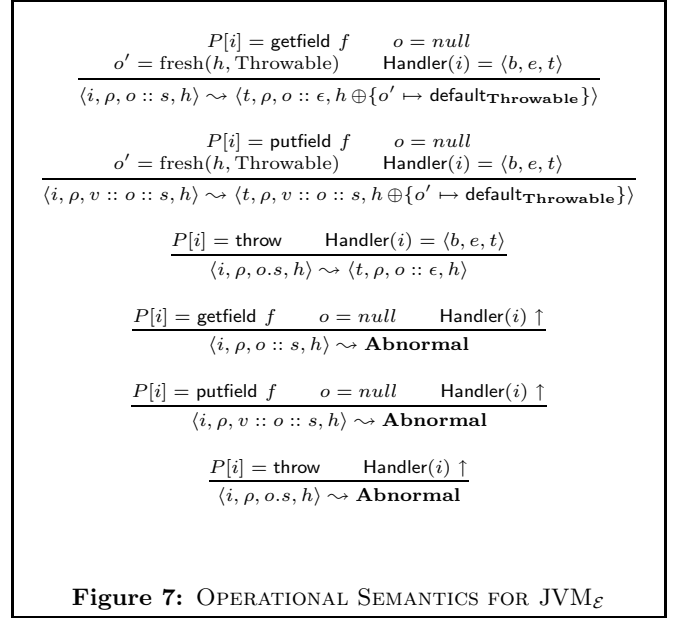 P[i] = getfield f o = null
o′ = fresh(h, Throwable) Handler(i) = ⟨b, e, t⟩
⟨i, ρ, o :: s, h⟩ ⇝ ⟨t, ρ, o :: ϵ, h ⊕{o′ ↦ default_Throwable}⟩
P[i] = putfield f o = null
o′ = fresh(h, Throwable) Handler(i) = ⟨b, e, t⟩
⟨i, ρ, v :: o :: s, h⟩ ⇝ ⟨t, ρ, v :: o :: s, h ⊕{o′ ↦ default_Throwable}⟩
P[i] = throw Handler(i) = ⟨b, e, t⟩
⟨i, ρ, o.s, h⟩ ⇝ ⟨t, ρ, o :: ϵ, h⟩
P[i] = getfield f o = null Handler(i) ↑
⟨i, ρ, o :: s, h⟩ ⇝ Abnormal
P[i] = putfield f o = null Handler(i) ↑
⟨i, ρ, v :: o :: s, h⟩ ⇝ Abnormal
P[i] = throw Handler(i) ↑
⟨i, ρ, o.s, h⟩ ⇝ Abnormal
Figure 7: OPERATIONAL SEMANTICS FOR JVM_ℰ